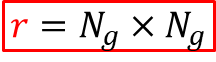 r = N_g × N_g